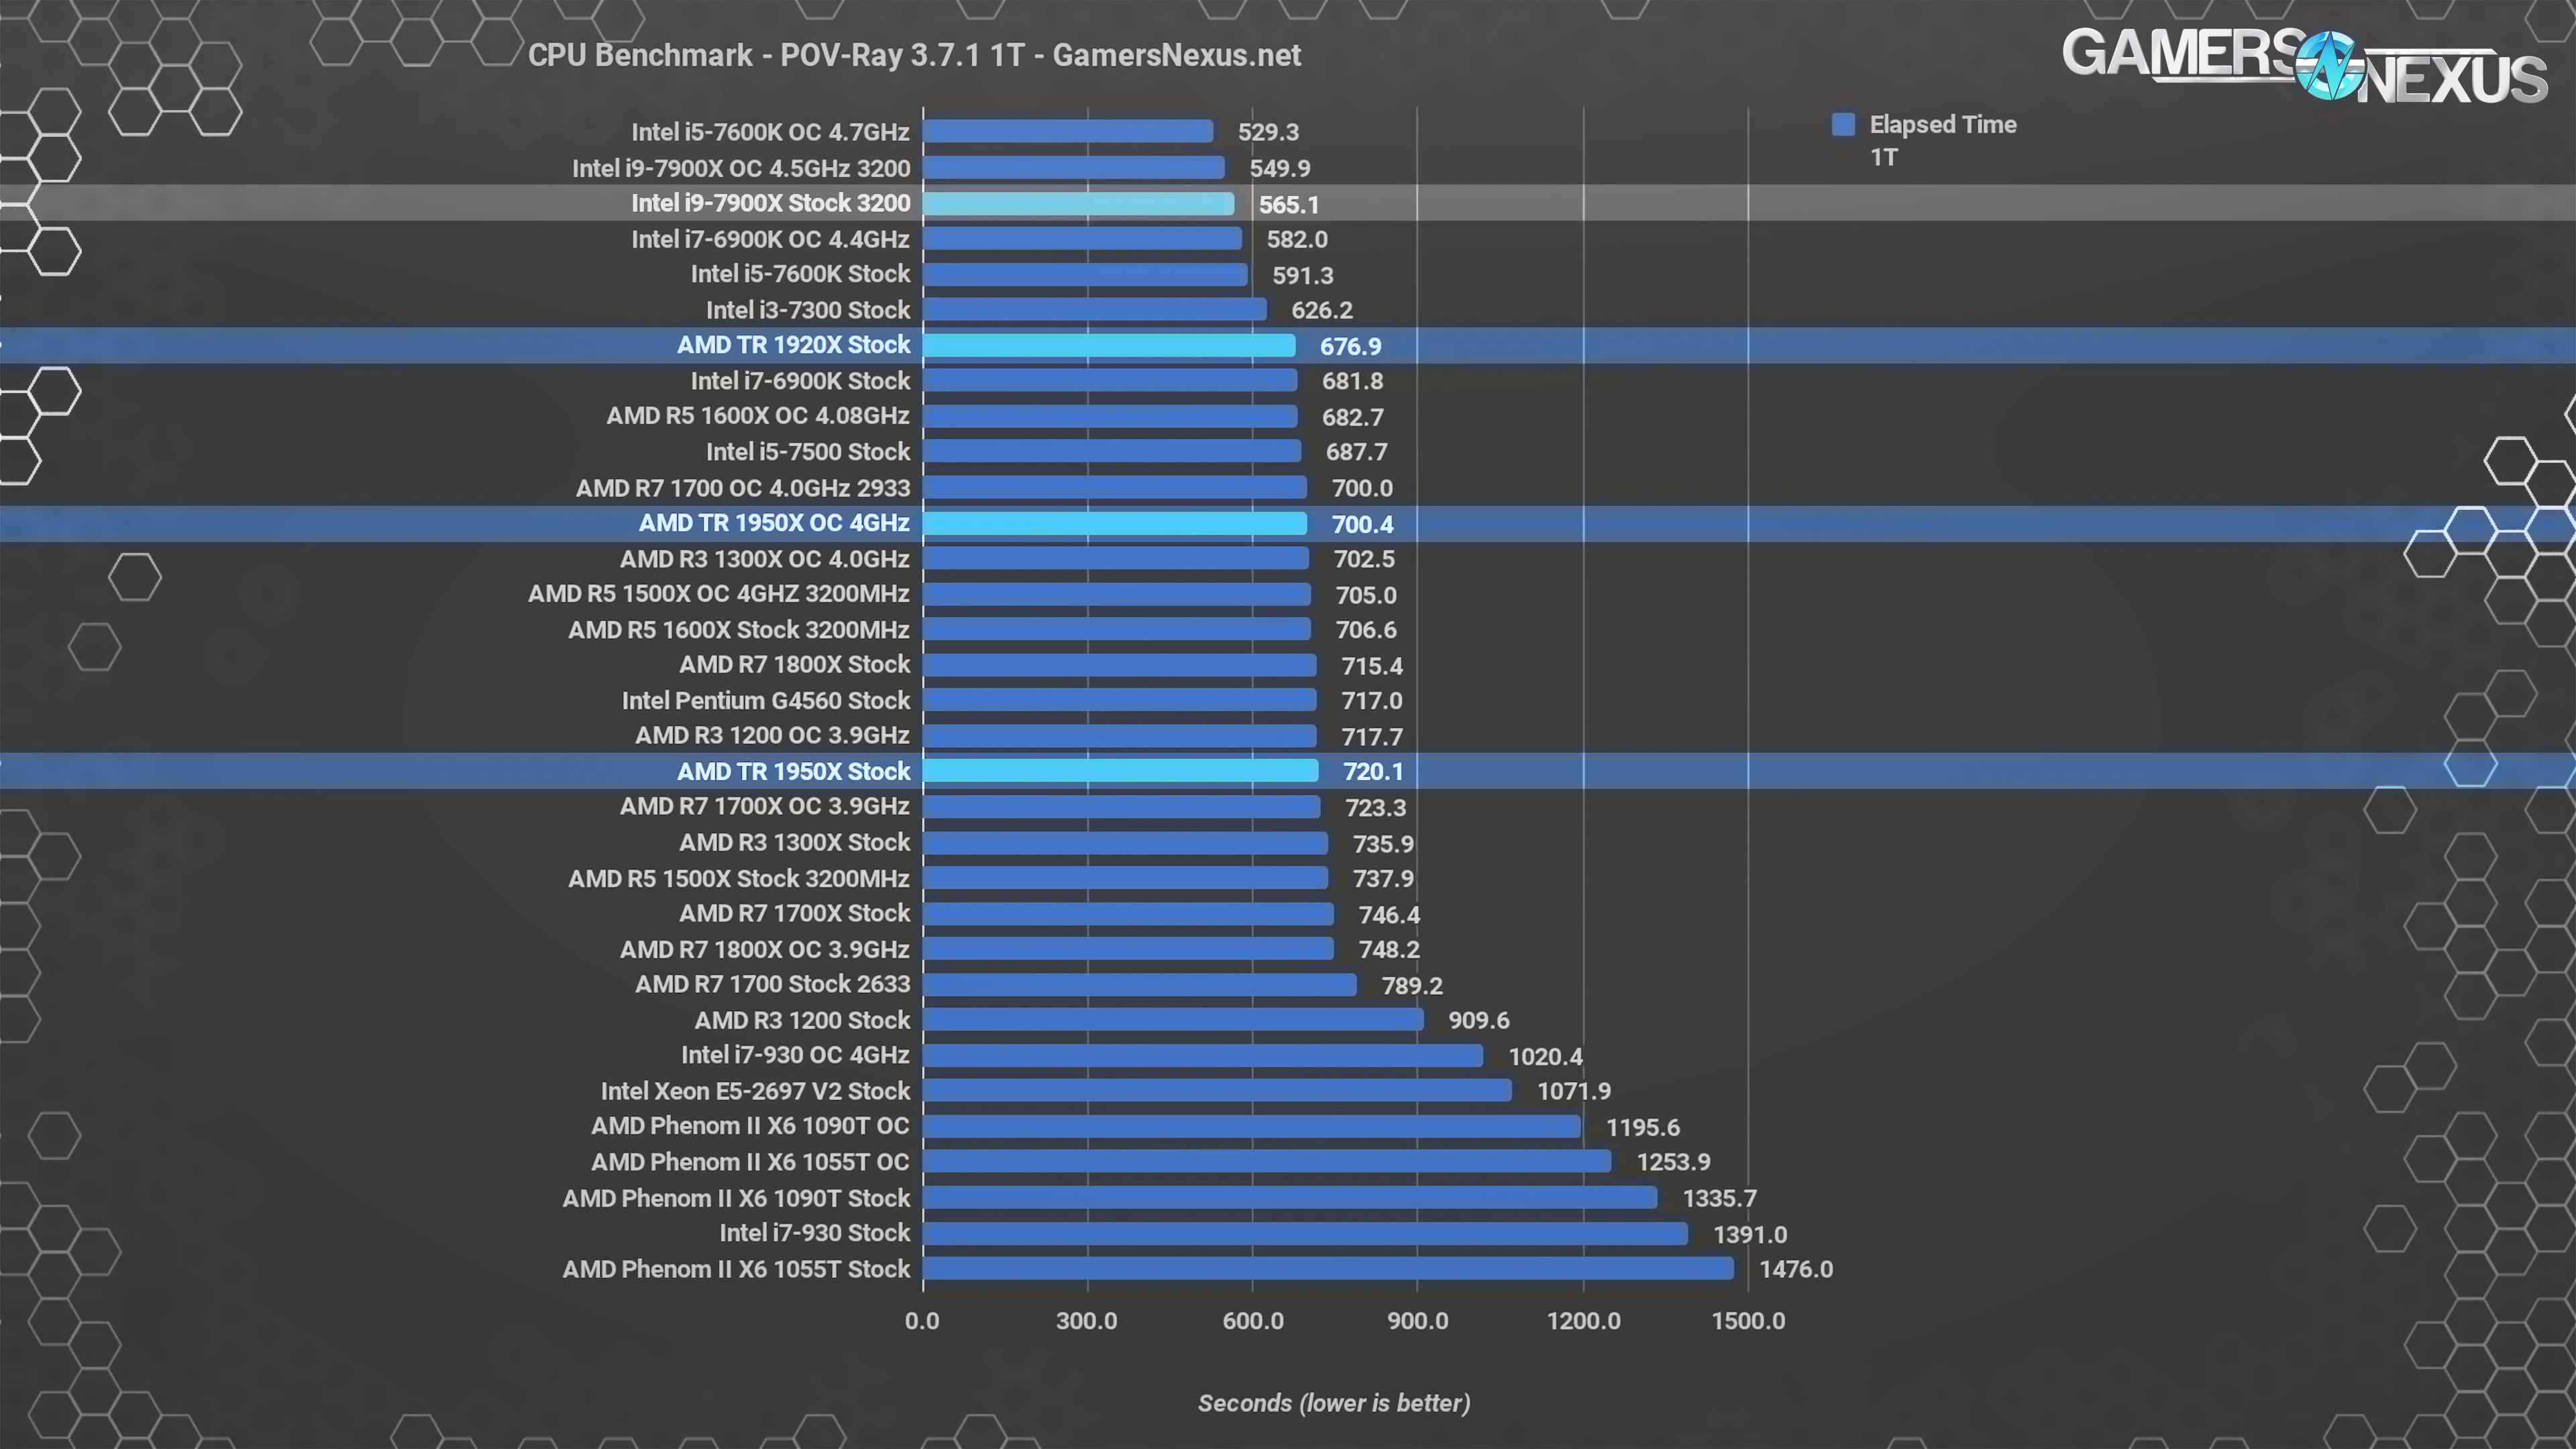 GAMERS NEXUS
CPU Benchmark - POV-Ray 3.7.1 1T - GamersNexus.net
Elapsed Time
1T
Intel i5-7600K OC 4.7GHz 529.3
Intel i9-7900X OC 4.5GHz 3200 549.9
Intel i9-7900X Stock 3200 565.1
Intel i7-6900K OC 4.4GHz 582.0
Intel i5-7600K Stock 591.3
Intel i3-7300 Stock 626.2
AMD TR 1920X Stock 676.9
Intel i7-6900K Stock 681.8
AMD R5 1600X OC 4.08GHz 682.7
Intel i5-7500 Stock 687.7
AMD R7 1700 OC 4.0GHz 2933 700.0
AMD TR 1950X OC 4GHz 700.4
AMD R3 1300X OC 4.0GHz 702.5
AMD R5 1500X OC 4GHZ 3200MHz 705.0
AMD R5 1600X Stock 3200MHz 706.6
AMD R7 1800X Stock 715.4
Intel Pentium G4560 Stock 717.0
AMD R3 1200 OC 3.9GHz 717.7
AMD TR 1950X Stock 720.1
AMD R7 1700X OC 3.9GHz 723.3
AMD R3 1300X Stock 735.9
AMD R5 1500X Stock 3200MHz 737.9
AMD R7 1700X Stock 746.4
AMD R7 1800X OC 3.9GHz 748.2
AMD R7 1700 Stock 2633 789.2
AMD R3 1200 Stock 909.6
Intel i7-930 OC 4GHz 1020.4
Intel Xeon E5-2697 V2 Stock 1071.9
AMD Phenom II X6 1090T OC 1195.6
AMD Phenom II X6 1055T OC 1253.9
AMD Phenom II X6 1090T Stock 1335.7
Intel i7-930 Stock 1391.0
AMD Phenom II X6 1055T Stock 1476.0
0.0 300.0 600.0 900.0 1200.0 1500.0
Seconds (lower is better)